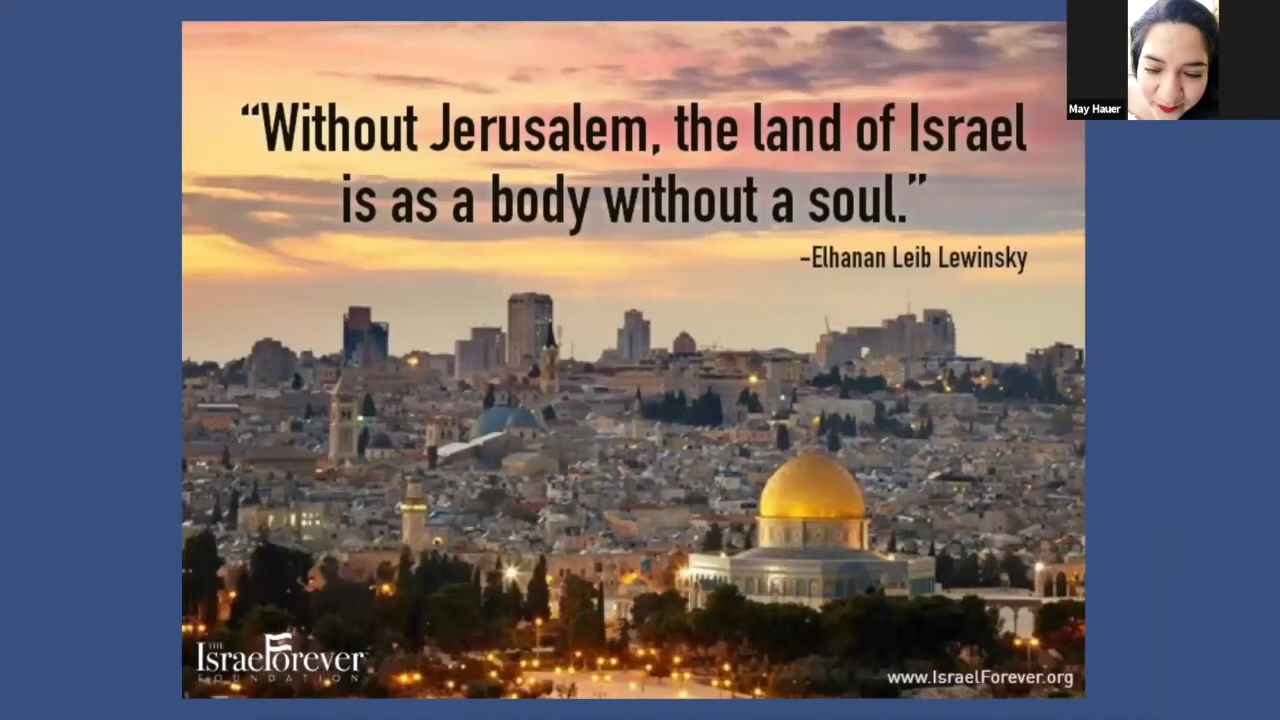 May Hauer
“Without Jerusalem, the land of Israel
is as a body without a soul.”
–Elhanan Leib Lewinsky
THE
IsraelForever
FOUNDATION
www.IsraelForever.org